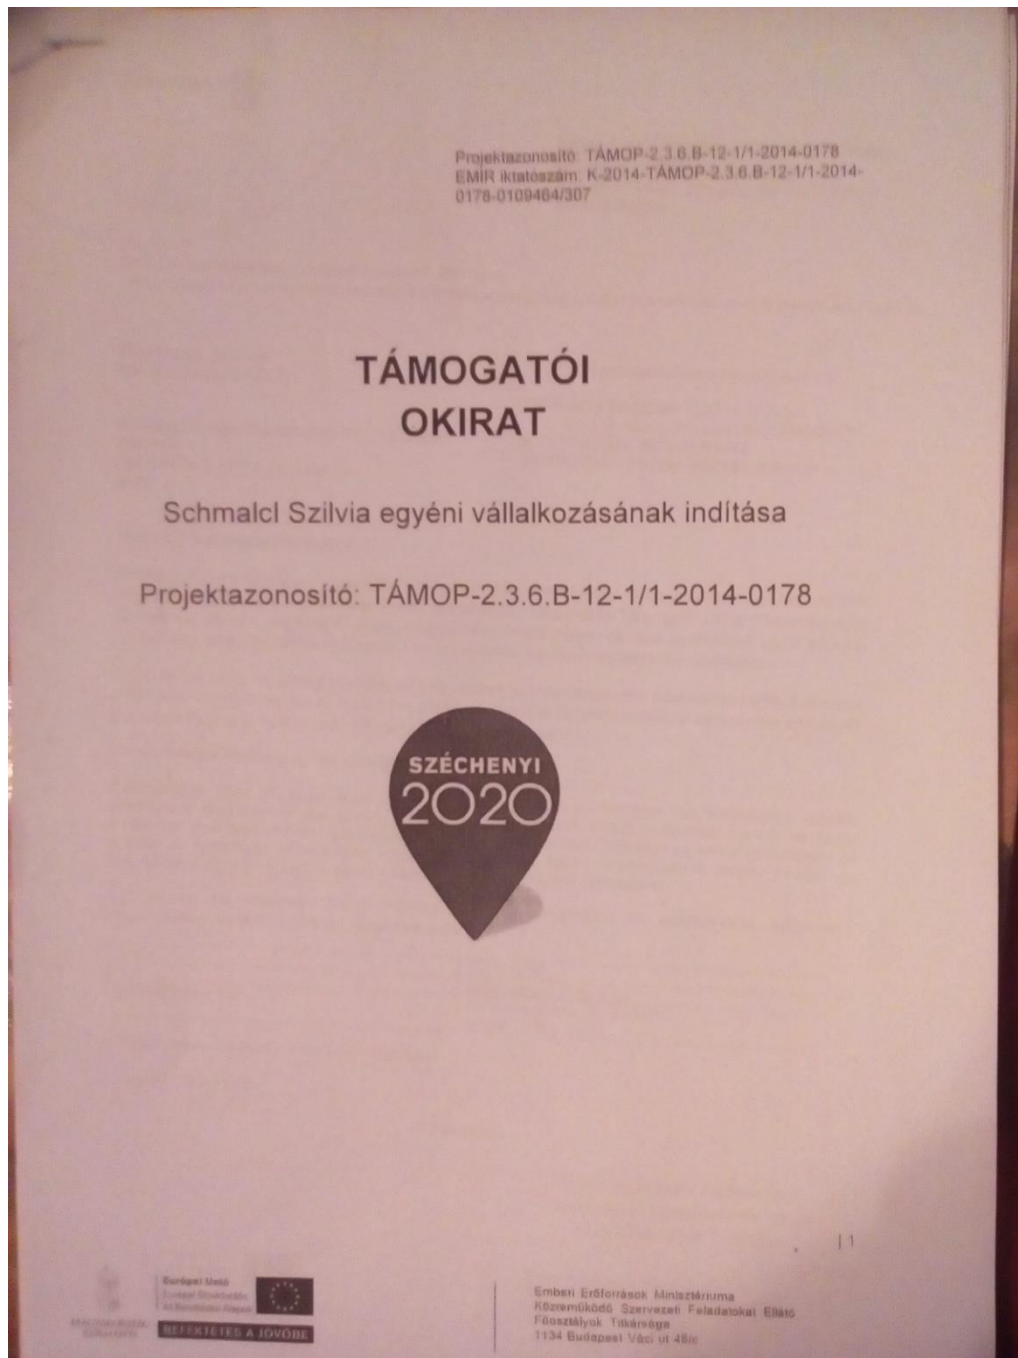 Projektazonosító: TÁMOP-2.3.6.B-12-1/1-2014-0178
EMIR iktatószám: K-2014-TÁMOP-2.3.6.B-12-1/1-2014-
0178-0109464/307
TÁMOGATÓI
OKIRAT
Schmalcl Szilvia egyéni vállalkozásának indítása
Projektazonosító: TÁMOP-2.3.6.B-12-1/1-2014-0178
SZÉCHENYI
2020
| 1
Európai Unió
BEFEKTETÉS A JÖVŐBE
Emberi Erőforrások Minisztériuma
Közreműködő Szervezeti Feladatokat Ellátó
Főosztályok Titkársága
1134 Budapest Váci út